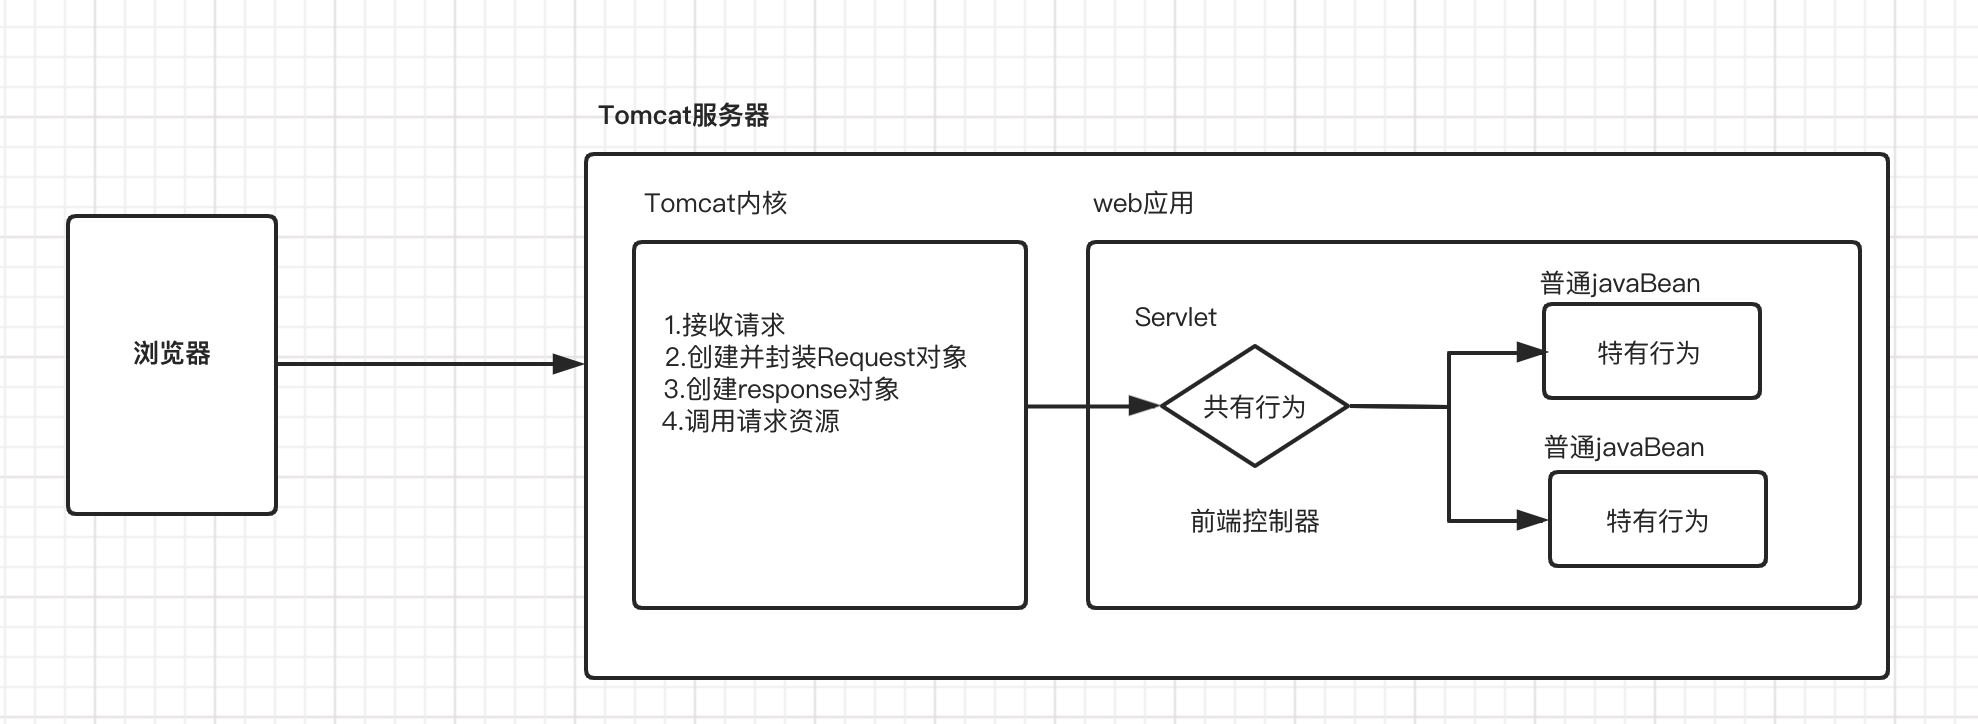 Tomcat服务器
Tomcat内核
web应用
浏览器
1.接收请求
2.创建并封装Request对象
3.创建response对象
4.调用请求资源
Servlet
共有行为
前端控制器
普通javaBean
特有行为
普通javaBean
特有行为